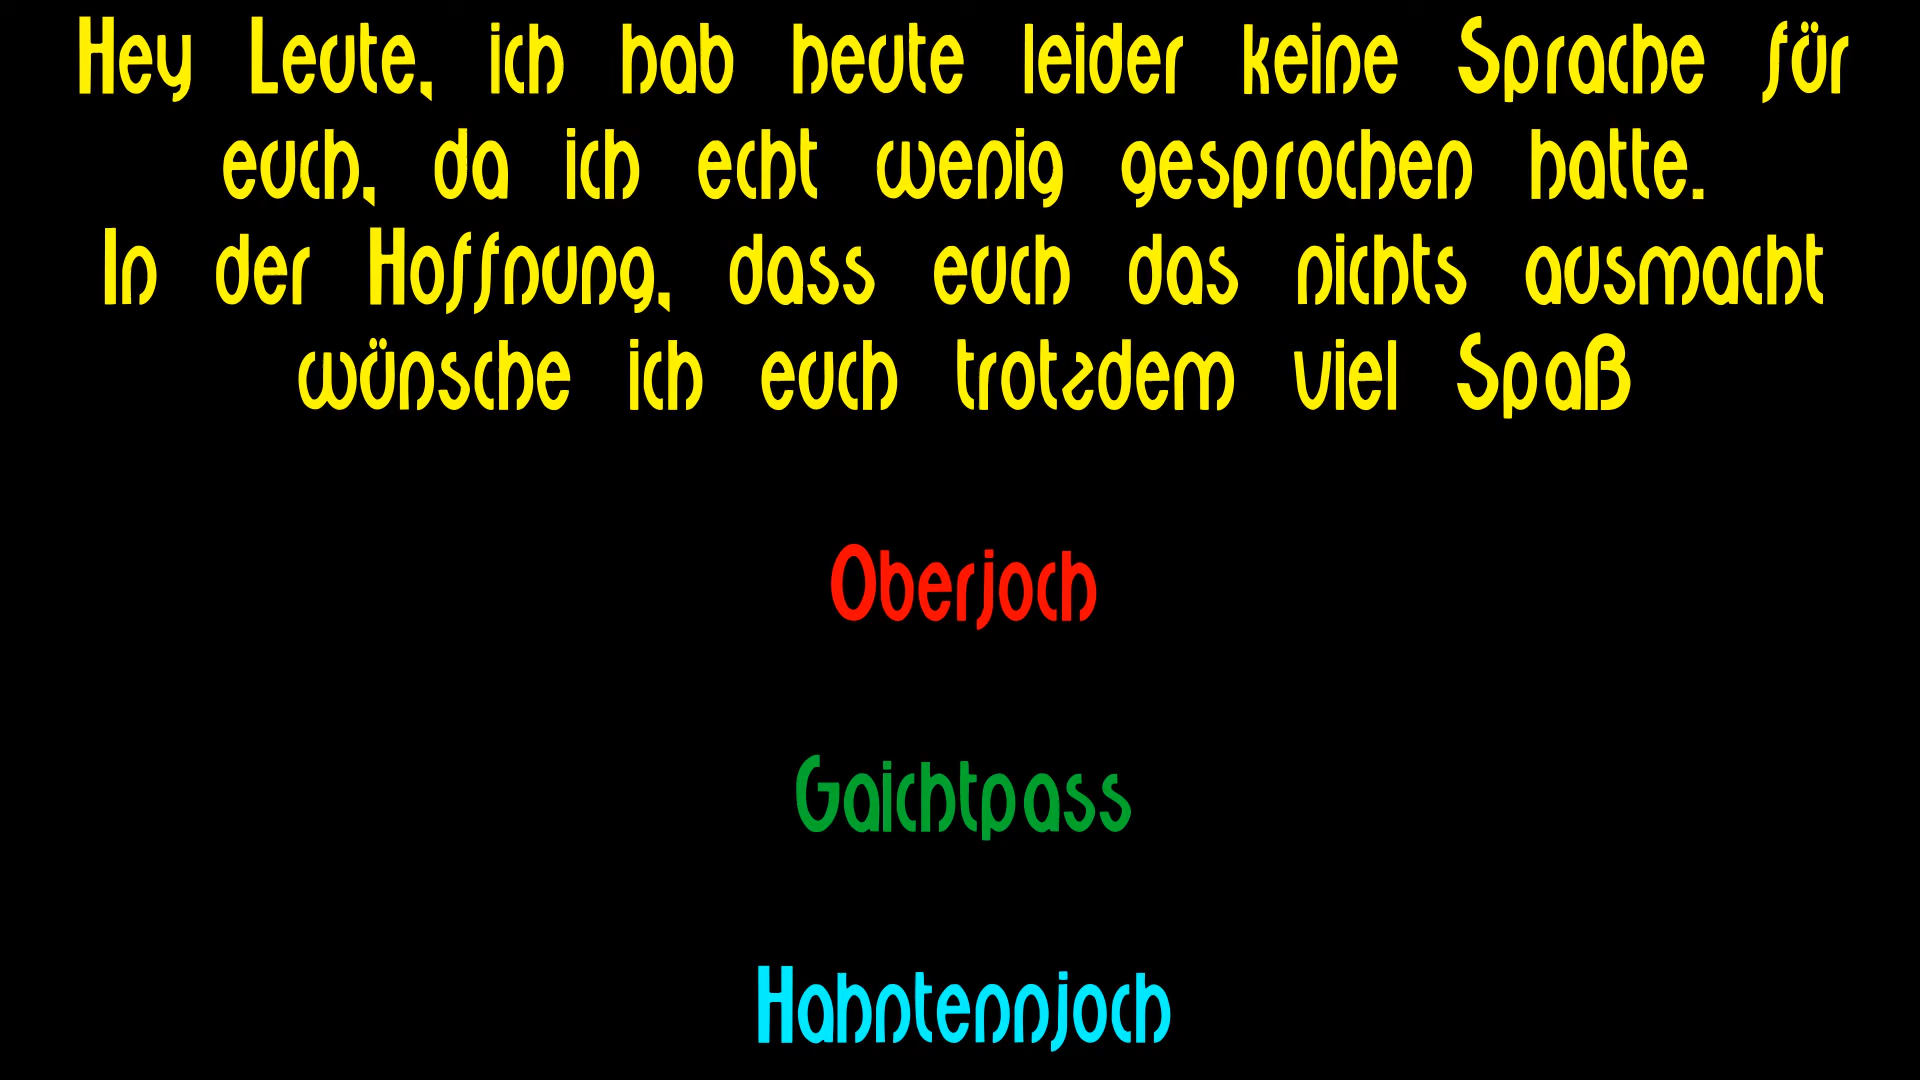 Hey Leute, ich hab heute leider keine Sprache für
euch, da ich echt wenig gesprochen hatte.
In der Hoffnung, dass euch das nichts ausmacht
wünsche ich euch trotzdem viel Spaß
Oberjoch
Gaichtpass
Hahntennjoch